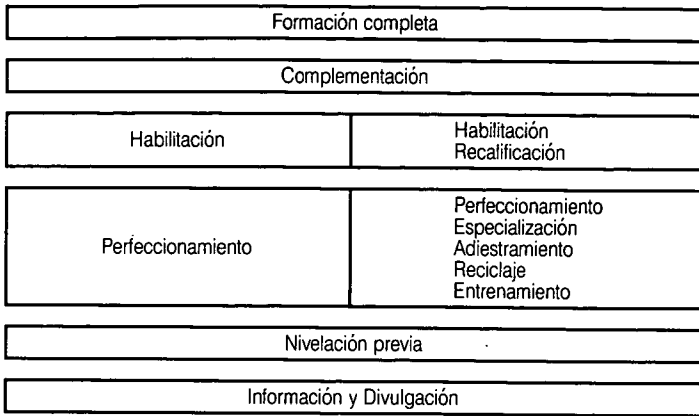 Formación completa
Complementación
Habilitación
Habilitación
Recalificación
Perfeccionamiento
Perfeccionamiento
Especialización
Adiestramiento
Reciclaje
Entrenamiento
Nivelación previa
Información y Divulgación